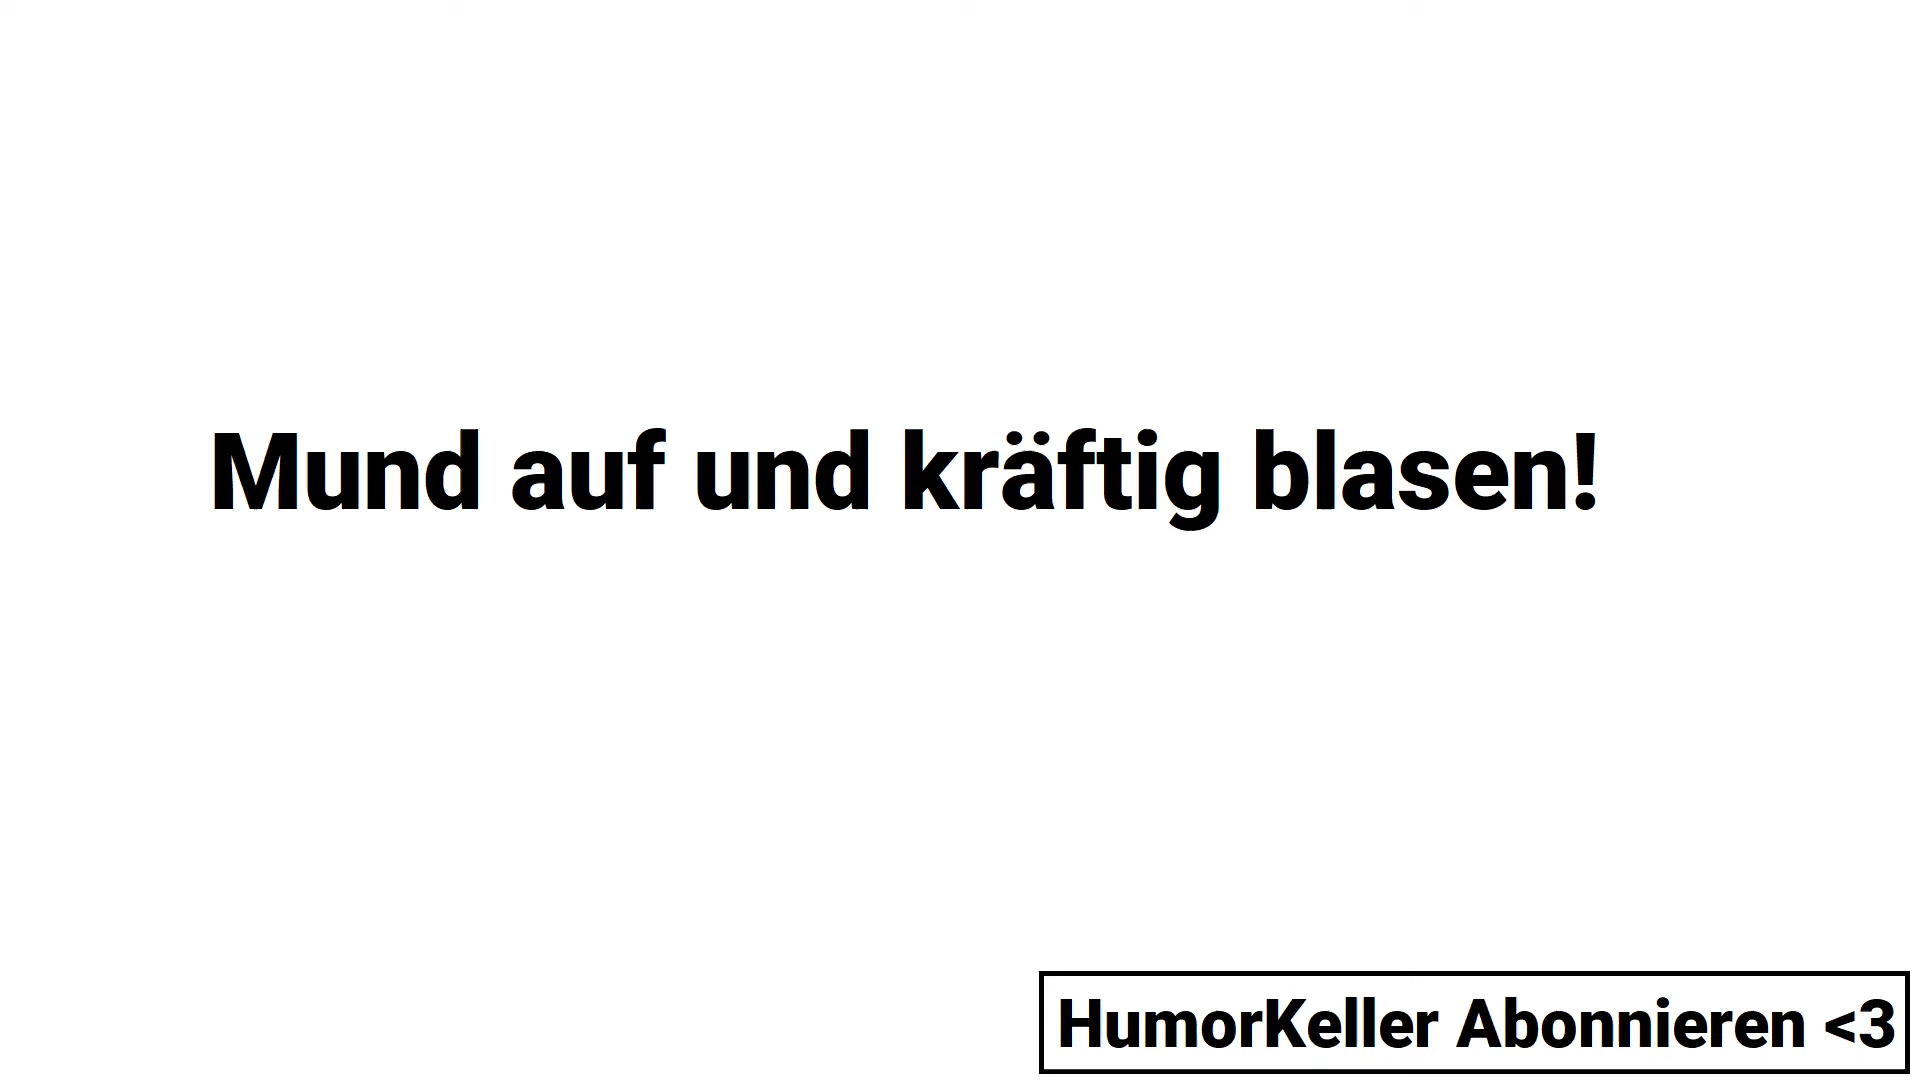 Mund auf und kräftig blasen!
HumorKeller Abonnieren <3